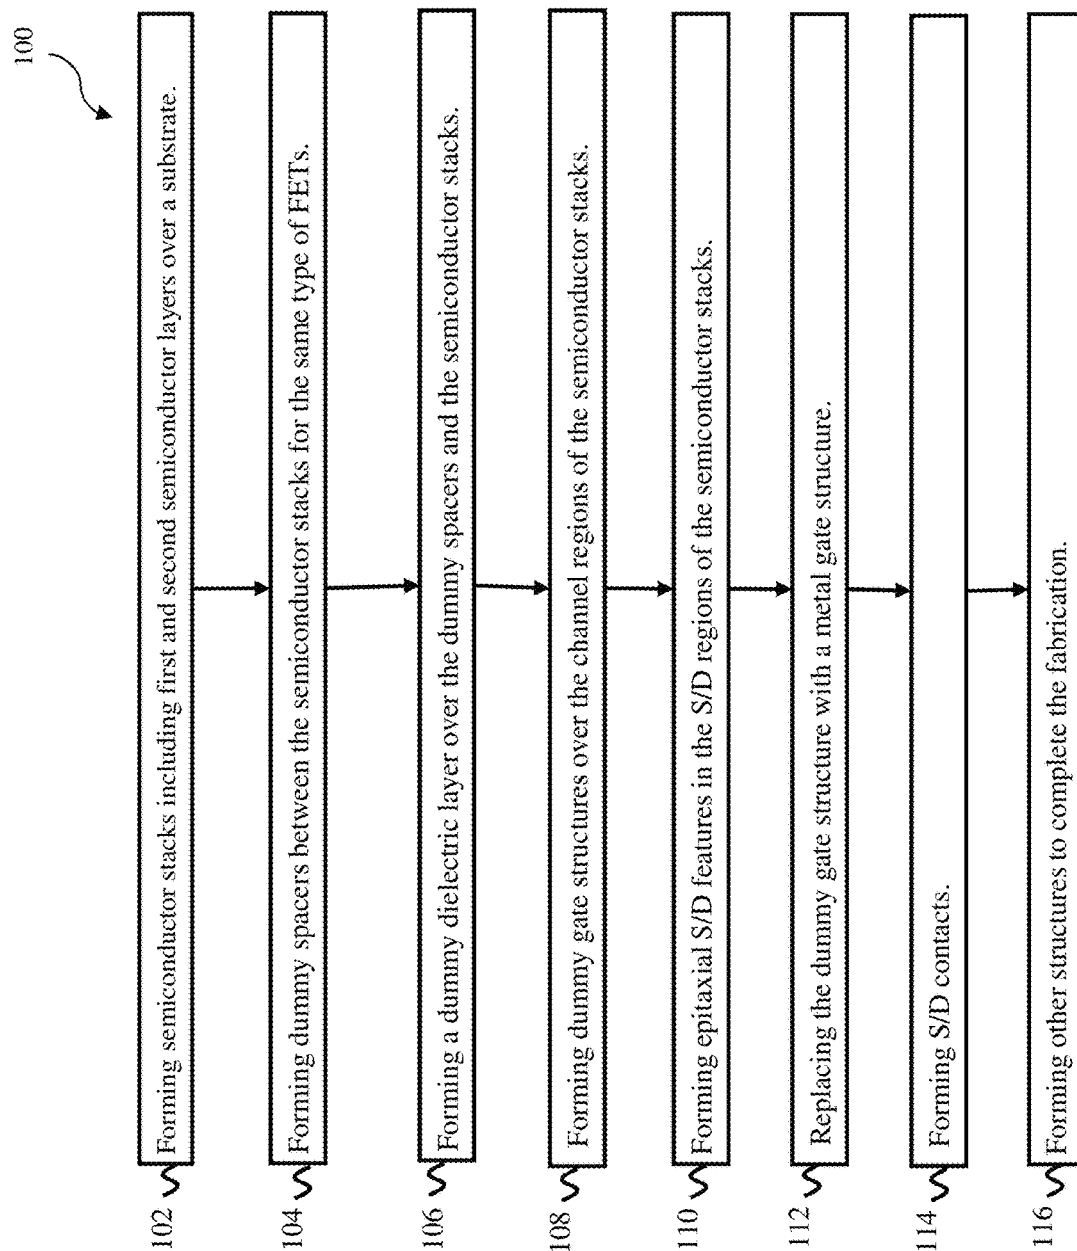 100
102 Forming semiconductor stacks including first and second semiconductor layers over a substrate.
104 Forming dummy spacers between the semiconductor stacks for the same type of FETs.
106 Forming a dummy dielectric layer over the dummy spacers and the semiconductor stacks.
108 Forming dummy gate structures over the channel regions of the semiconductor stacks.
110 Forming epitaxial S/D features in the S/D regions of the semiconductor stacks.
112 Replacing the dummy gate structure with a metal gate structure.
114 Forming S/D contacts.
116 Forming other structures to complete the fabrication.